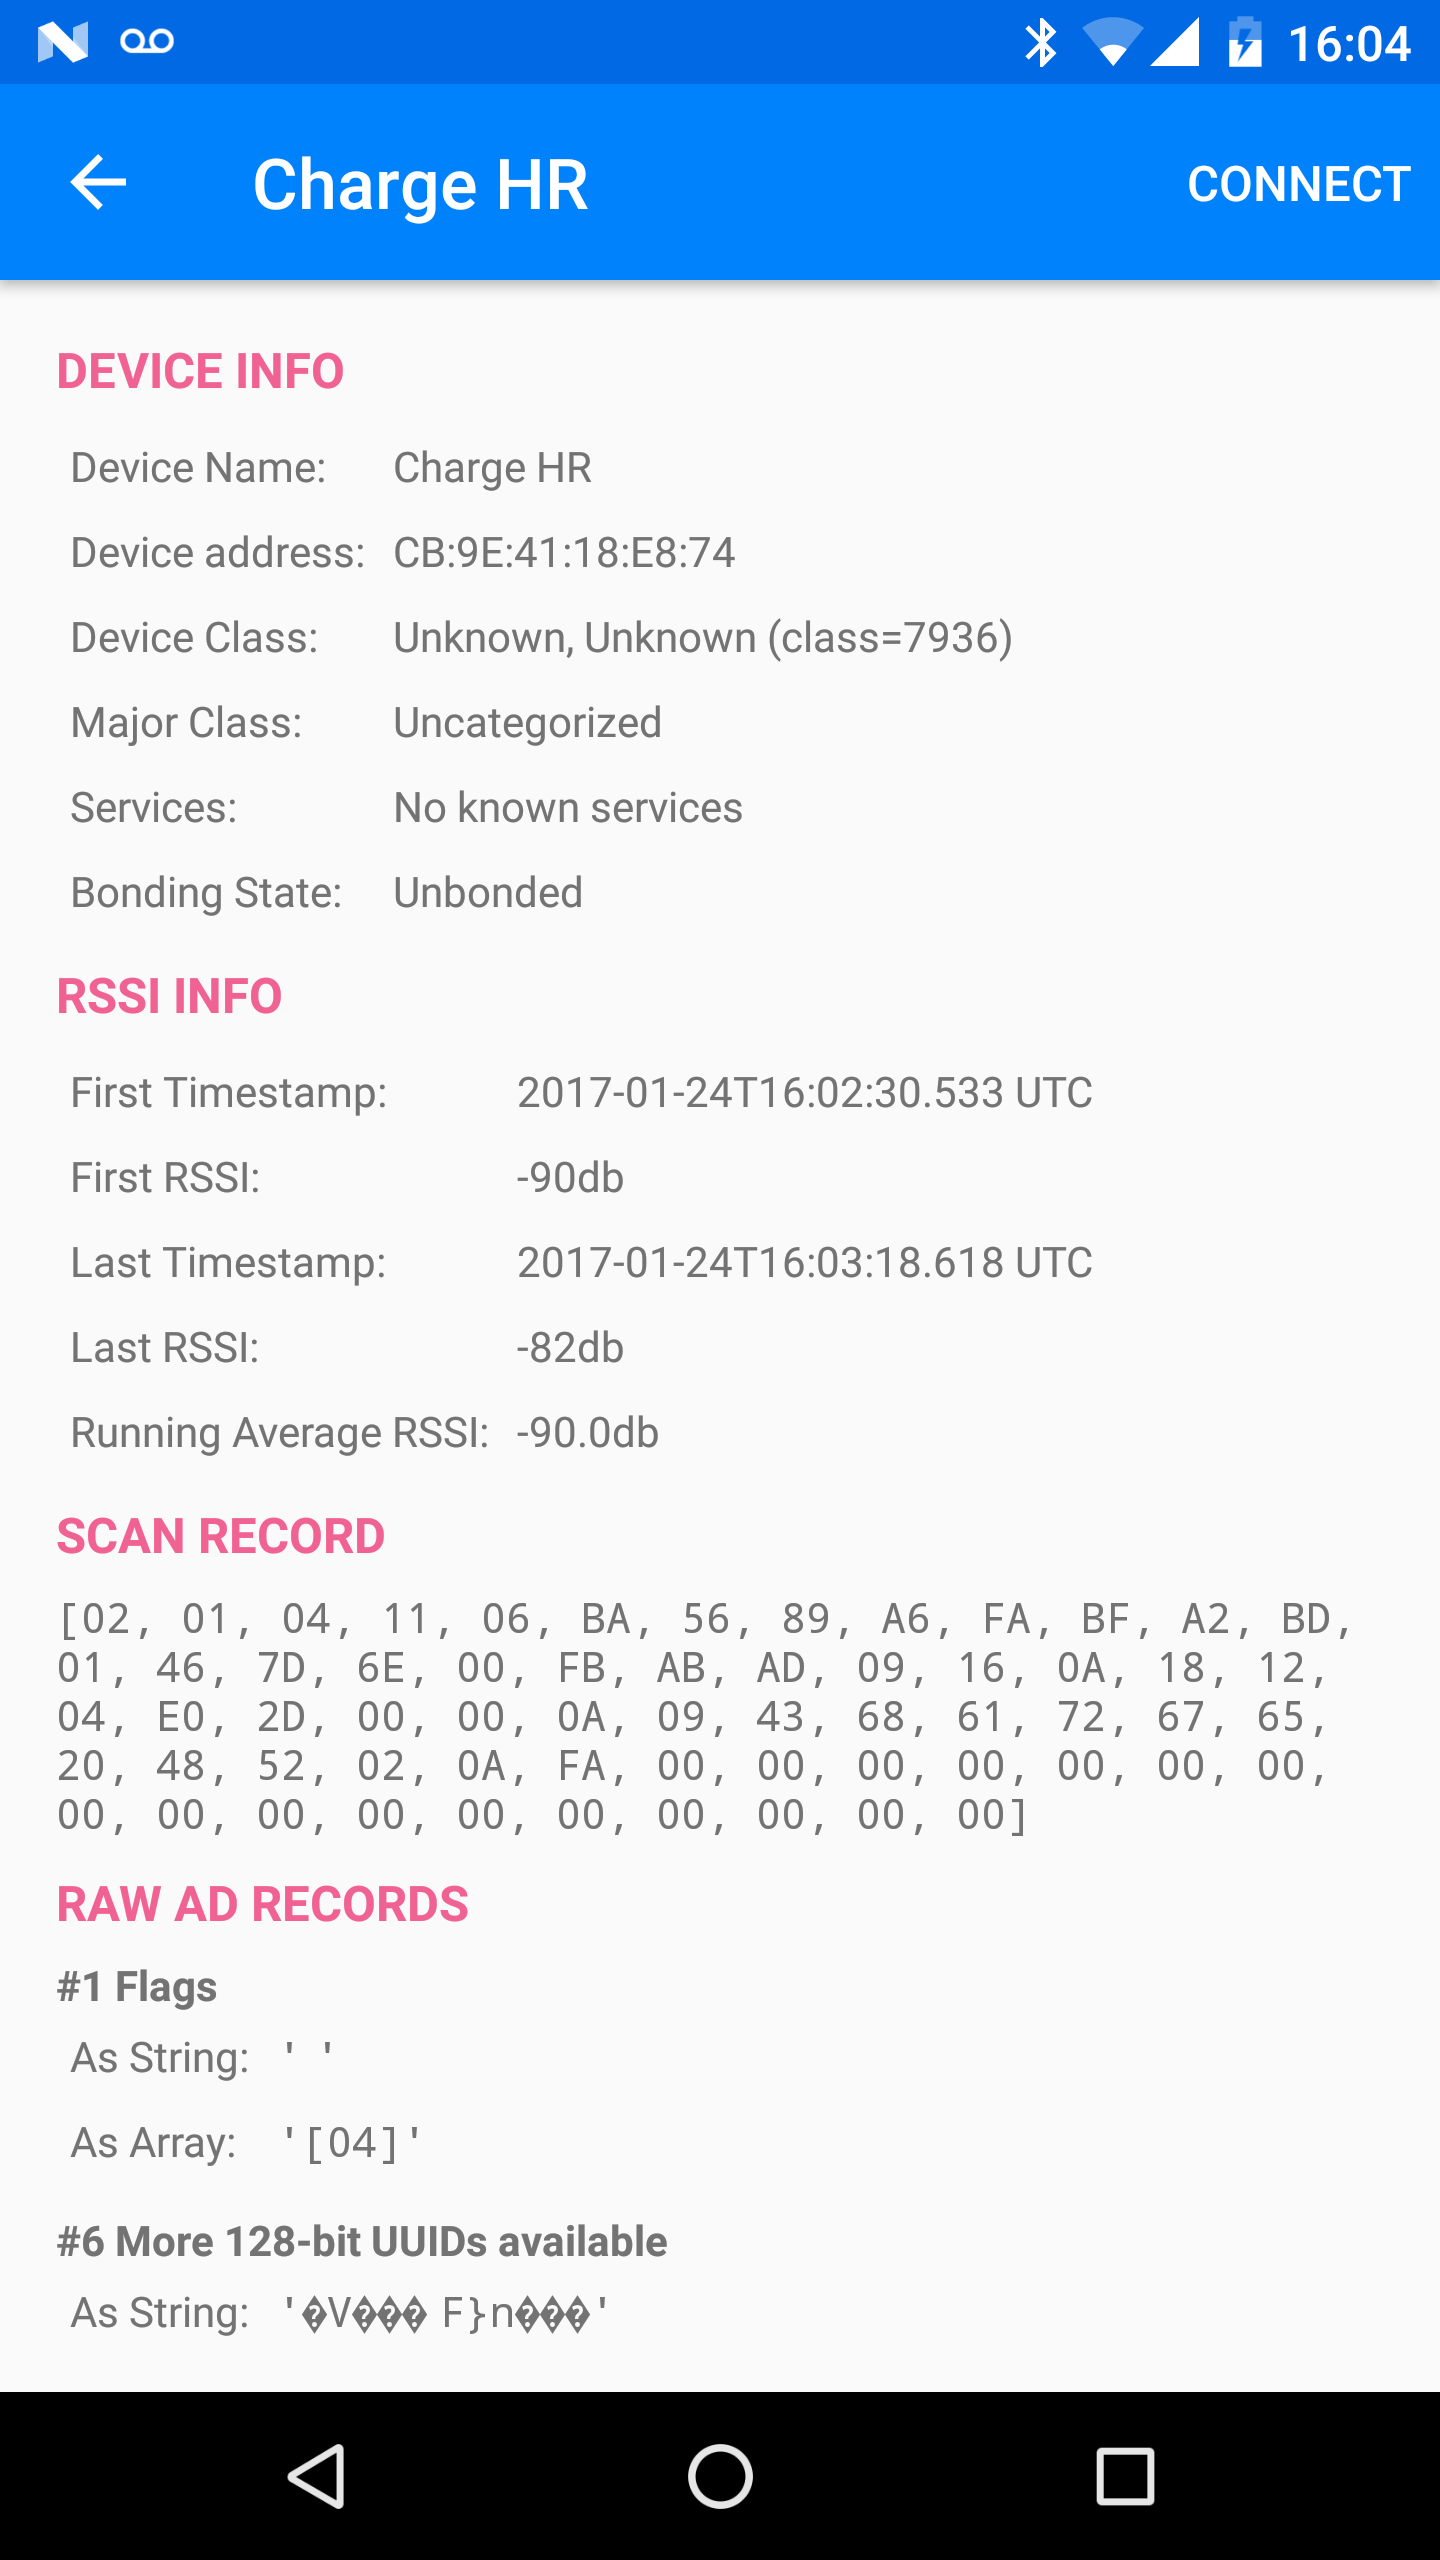 16:04
Charge HR CONNECT
DEVICE INFO
Device Name: Charge HR
Device address: CB:9E:41:18:E8:74
Device Class: Unknown, Unknown (class=7936)
Major Class: Uncategorized
Services: No known services
Bonding State: Unbonded
RSSI INFO
First Timestamp: 2017-01-24T16:02:30.533 UTC
First RSSI: -90db
Last Timestamp: 2017-01-24T16:03:18.618 UTC
Last RSSI: -82db
Running Average RSSI: -90.0db
SCAN RECORD
[02, 01, 04, 11, 06, BA, 56, 89, A6, FA, BF, A2, BD,
01, 46, 7D, 6E, 00, FB, AB, AD, 09, 16, 0A, 18, 12,
04, E0, 2D, 00, 00, 0A, 09, 43, 68, 61, 72, 67, 65,
20, 48, 52, 02, 0A, FA, 00, 00, 00, 00, 00, 00, 00,
00, 00, 00, 00, 00, 00, 00, 00, 00, 00]
RAW AD RECORDS
#1 Flags
As String: ' '
As Array: '[04]'
#6 More 128-bit UUIDs available
As String: '�V��� F}n���'